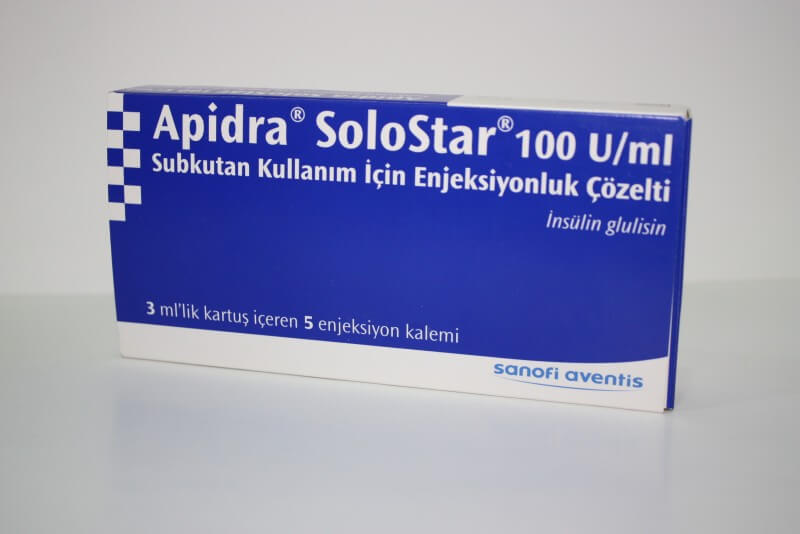 Apidra® SoloStar® 100 U/ml
Subkutan Kullanım İçin Enjeksiyonluk Çözelti
İnsülin glulisin
3 ml'lik kartuş içeren 5 enjeksiyon kalemi
sanofi aventis